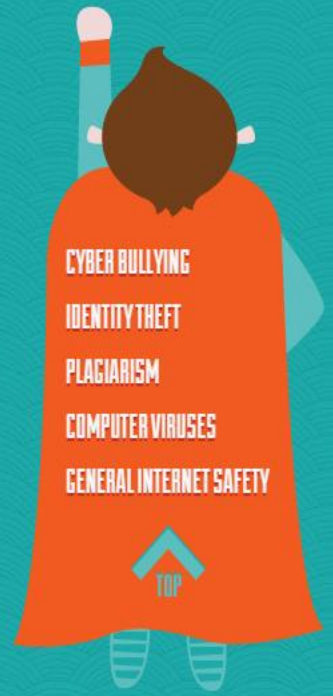 CYBER BULLYING
IDENTITY THEFT
PLAGIARISM
COMPUTER VIRUSES
GENERAL INTERNET SAFETY
TOP